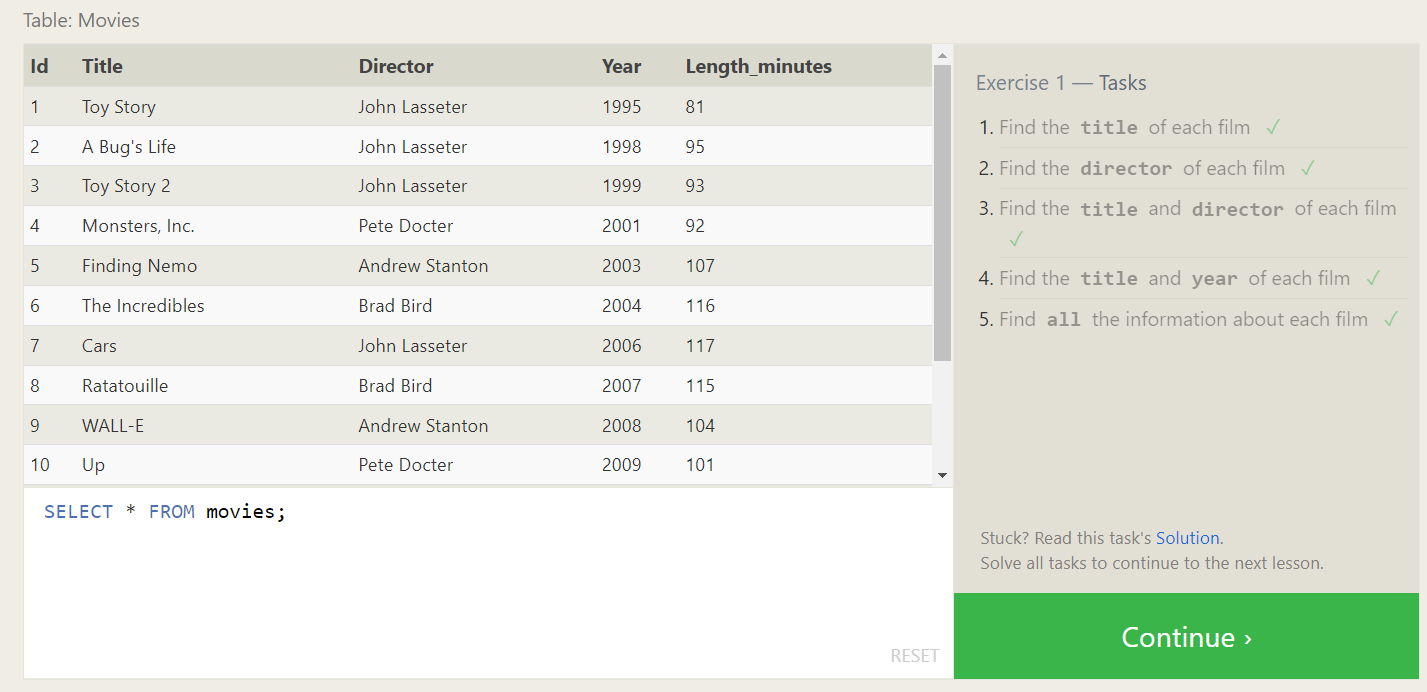 Table: Movies
Id Title Director Year Length_minutes
1 Toy Story John Lasseter 1995 81
2 A Bug's Life John Lasseter 1998 95
3 Toy Story 2 John Lasseter 1999 93
4 Monsters, Inc. Pete Docter 2001 92
5 Finding Nemo Andrew Stanton 2003 107
6 The Incredibles Brad Bird 2004 116
7 Cars John Lasseter 2006 117
8 Ratatouille Brad Bird 2007 115
9 WALL-E Andrew Stanton 2008 104
10 Up Pete Docter 2009 101
SELECT * FROM movies;
RESET
Exercise 1 — Tasks
1. Find the title of each film ✓
2. Find the director of each film ✓
3. Find the title and director of each film
✓
4. Find the title and year of each film ✓
5. Find all the information about each film ✓
Stuck? Read this task's Solution.
Solve all tasks to continue to the next lesson.
Continue ›